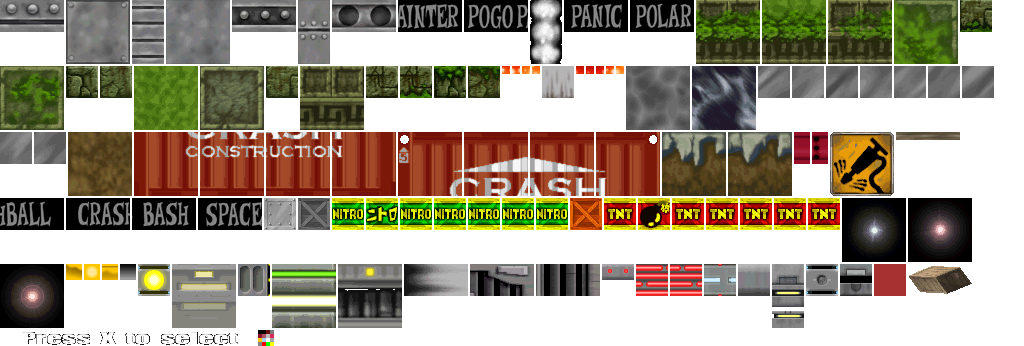 AINTER POGO P PANIC POLAR
CRASH
CONSTRUCTION
5
CRASH
HBALL CRASH BASH SPACE NITRO ニトロ NITRO NITRO NITRO NITRO NITRO TNT TNT TNT TNT TNT TNT
Press X to select